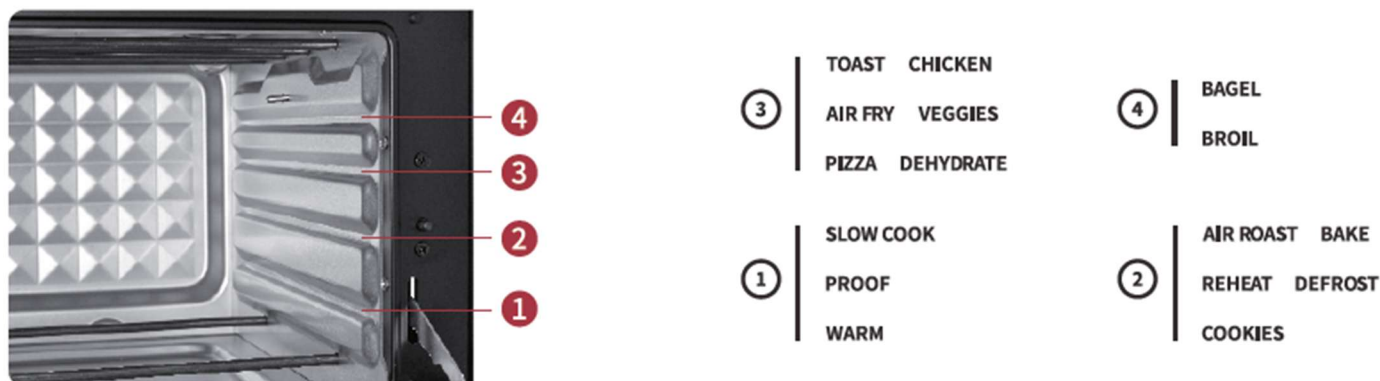 4
3
2
1
3
TOAST CHICKEN
AIR FRY VEGGIES
PIZZA DEHYDRATE
4
BAGEL
BROIL
1
SLOW COOK
PROOF
WARM
2
AIR ROAST BAKE
REHEAT DEFROST
COOKIES